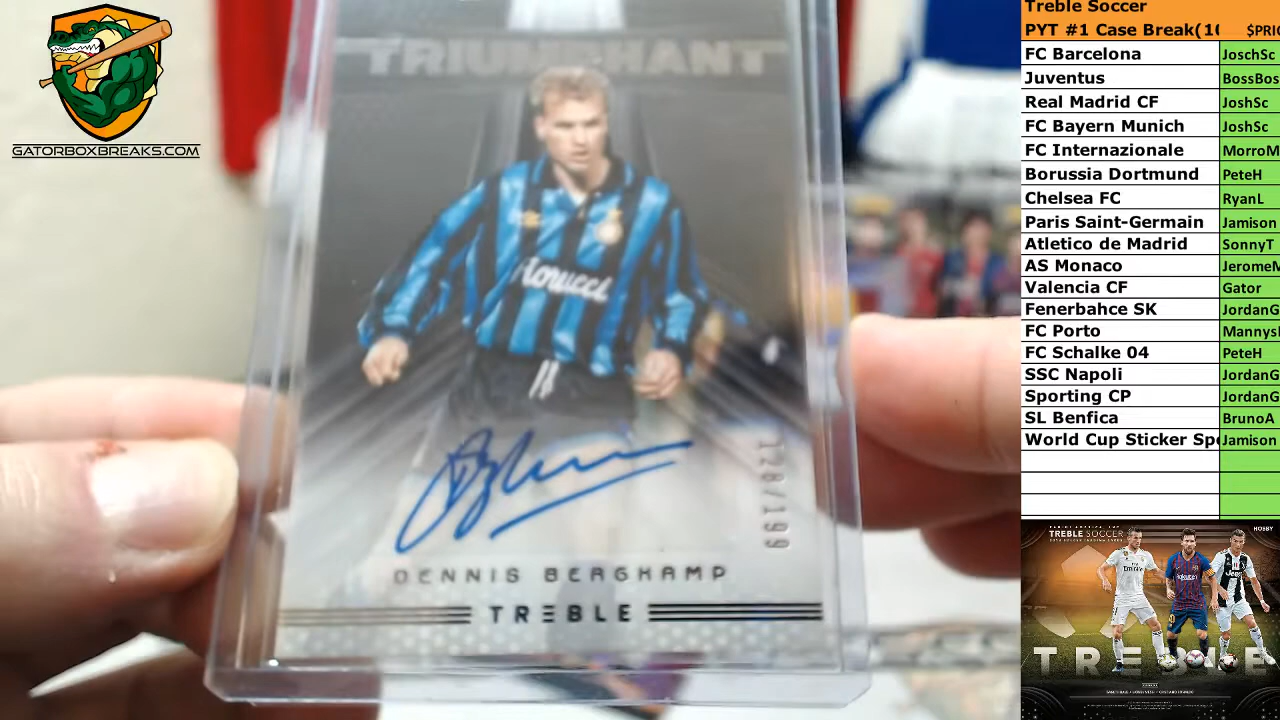 GATORBOXBREAKS.COM
TRIUMPHANT
Fiorucci
128/199
DENNIS BERGKAMP
TREBLE
Treble Soccer
PYT #1 Case Break(10 $PRIC
FC Barcelona JoschSc
Juventus BossBos
Real Madrid CF JoshSc
FC Bayern Munich JoshSc
FC Internazionale MorroM
Borussia Dortmund PeteH
Chelsea FC RyanL
Paris Saint-Germain Jamison
Atletico de Madrid SonnyT
AS Monaco JeromeM
Valencia CF Gator
Fenerbahce SK JordanG
FC Porto Mannys
FC Schalke 04 PeteH
SSC Napoli JordanG
Sporting CP JordanG
SL Benfica BrunoA
World Cup Sticker Spe Jamison
TREBLE SOCCER
HOBBY
TREBLE